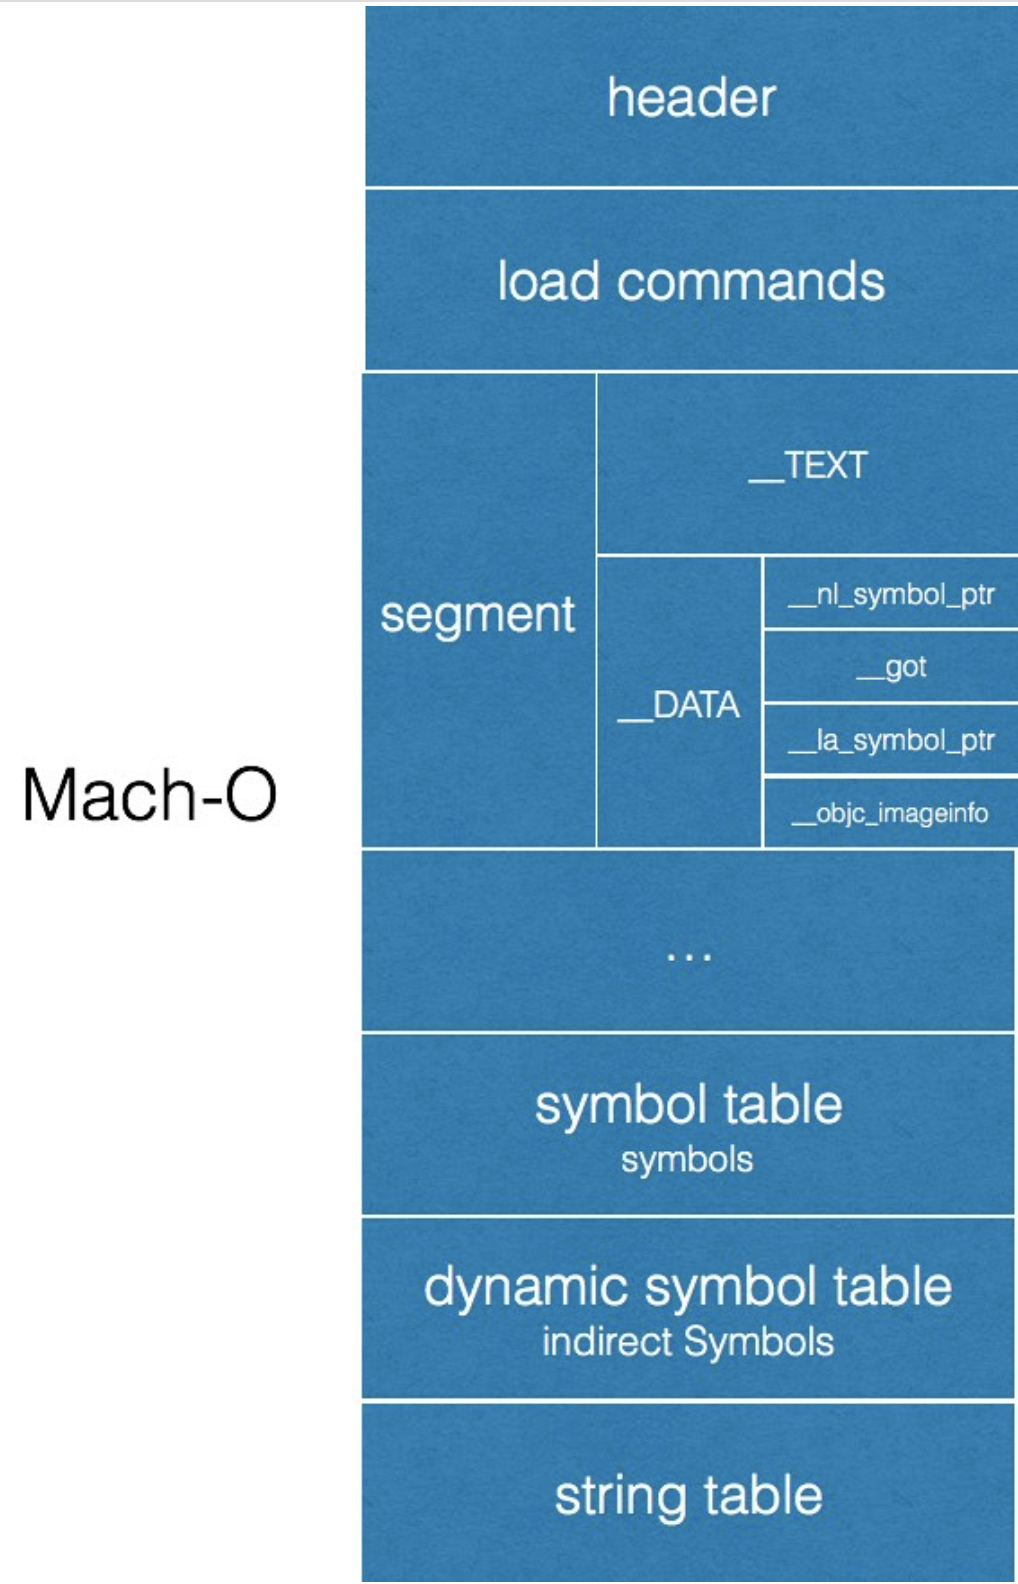 header
load commands
__TEXT
__nl_symbol_ptr
segment
__got
__DATA
__la_symbol_ptr
Mach-O
__objc_imageinfo
...
symbol table
symbols
dynamic symbol table
indirect Symbols
string table